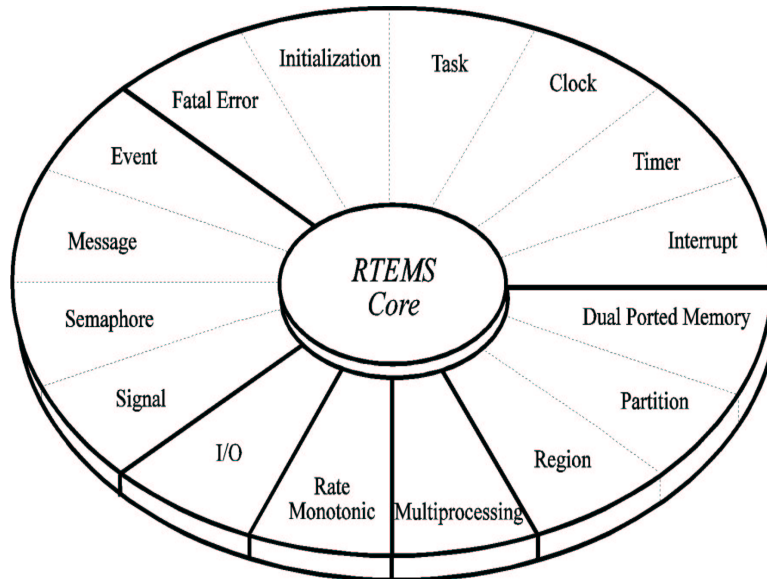 Initialization
Task
Clock
Fatal Error
Event
Timer
Message
Interrupt
RTEMS
Core
Semaphore
Dual Ported Memory
Signal
Partition
I/O
Region
Rate
Monotonic
Multiprocessing